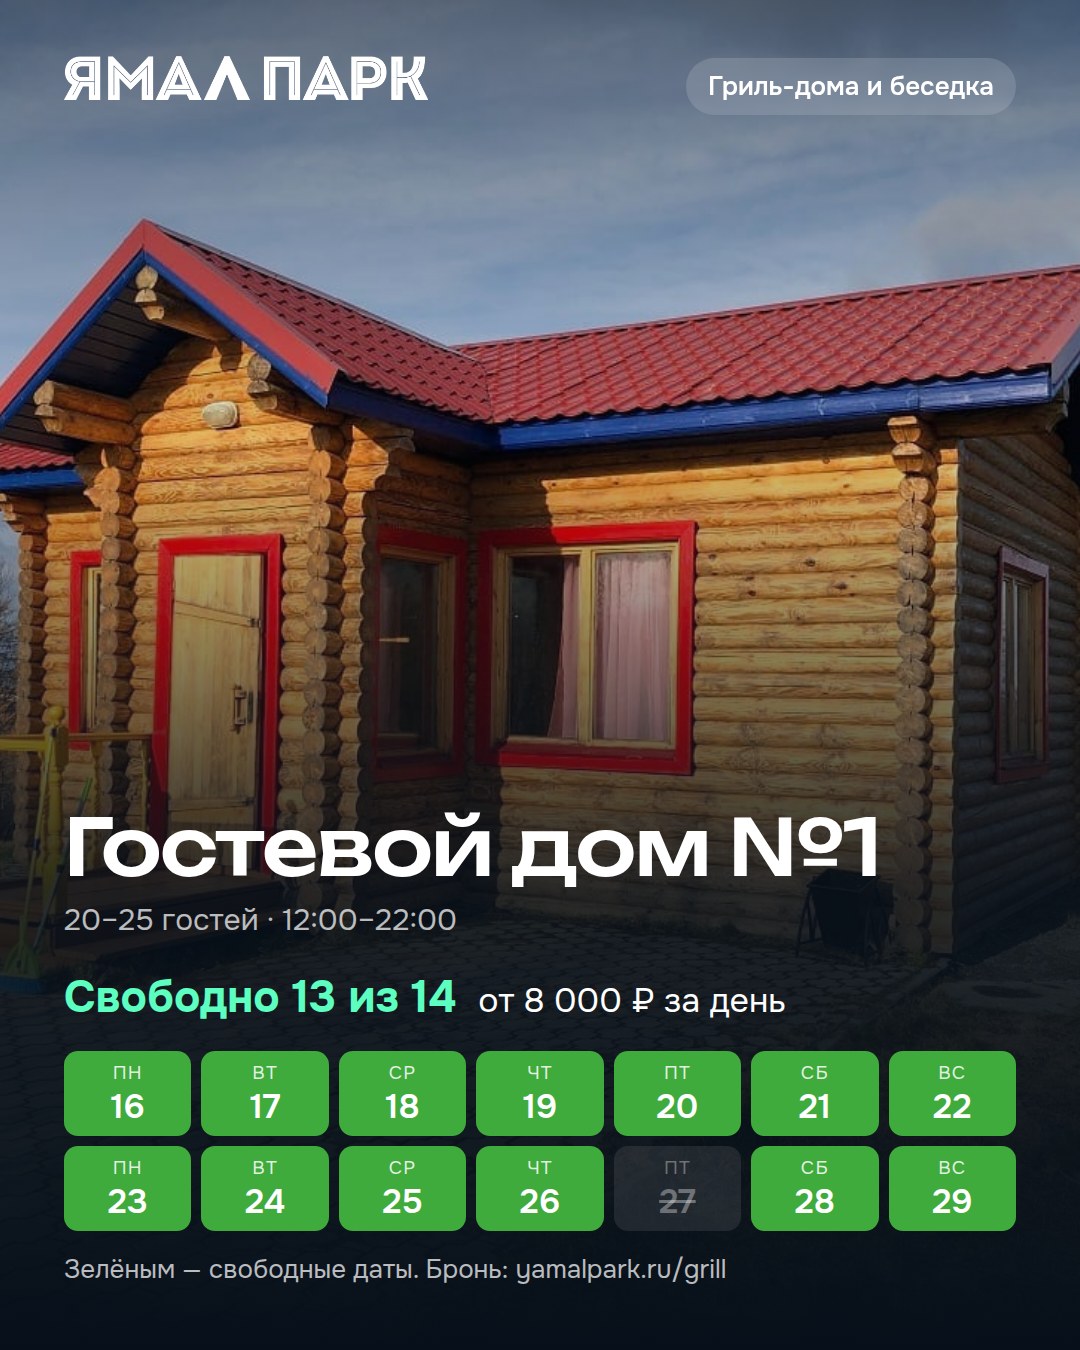 ЯМАЛ ПАРК
Гриль-дома и беседка
Гостевой дом №1
20–25 гостей · 12:00–22:00
Свободно 13 из 14 от 8 000 ₽ за день
ПН ВТ СР ЧТ ПТ СБ ВС
16 17 18 19 20 21 22
ПН ВТ СР ЧТ ПТ СБ ВС
23 24 25 26 27 28 29
Зелёным — свободные даты. Бронь: yamalpark.ru/grill